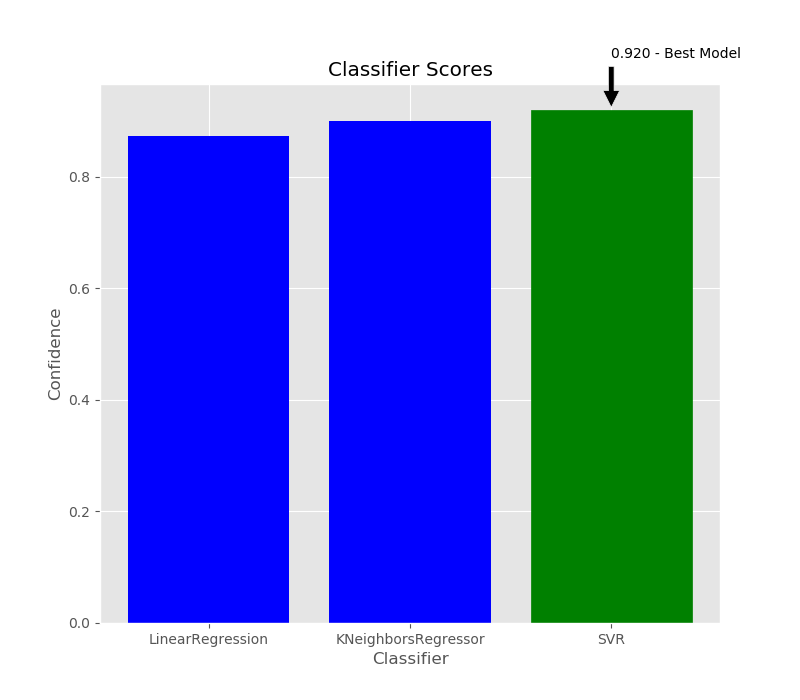 0.920 - Best Model
Classifier Scores
0.8
0.6
0.4
0.2
0.0
Confidence
LinearRegression
KNeighborsRegressor
SVR
Classifier